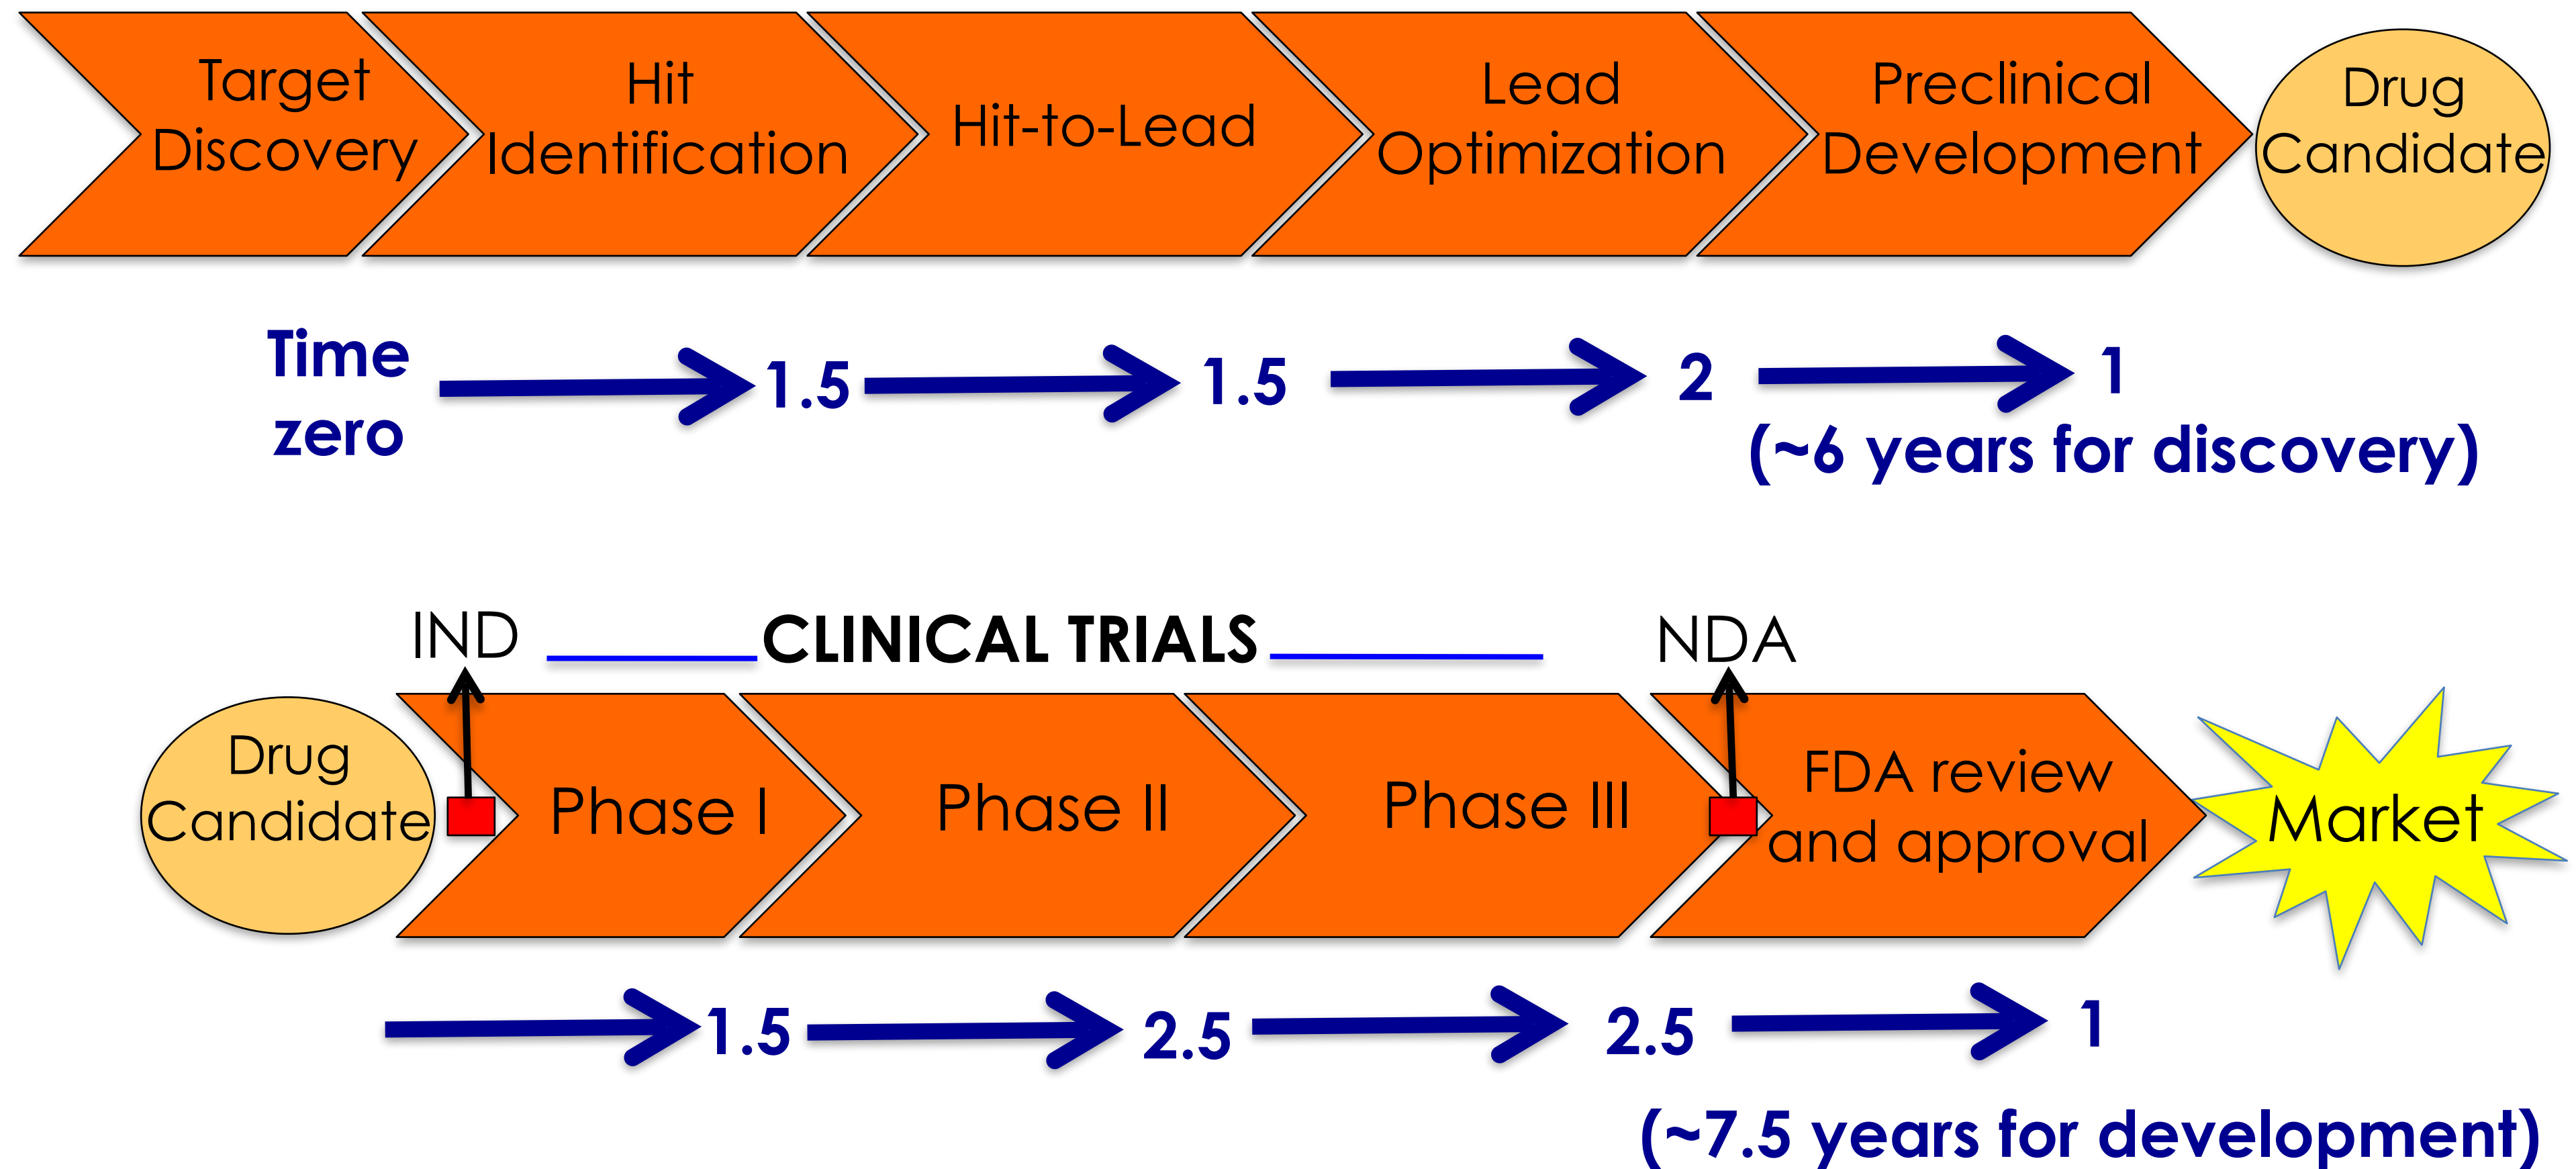 Target
Discovery
Hit
Identification
Hit-to-Lead
Lead
Optimization
Preclinical
Development
Drug
Candidate
Time
zero
1.5
1.5
2
1
(~6 years for discovery)
IND
CLINICAL TRIALS
NDA
Drug
Candidate
Phase I
Phase II
Phase III
FDA review
and approval
Market
1.5
2.5
2.5
1
(~7.5 years for development)